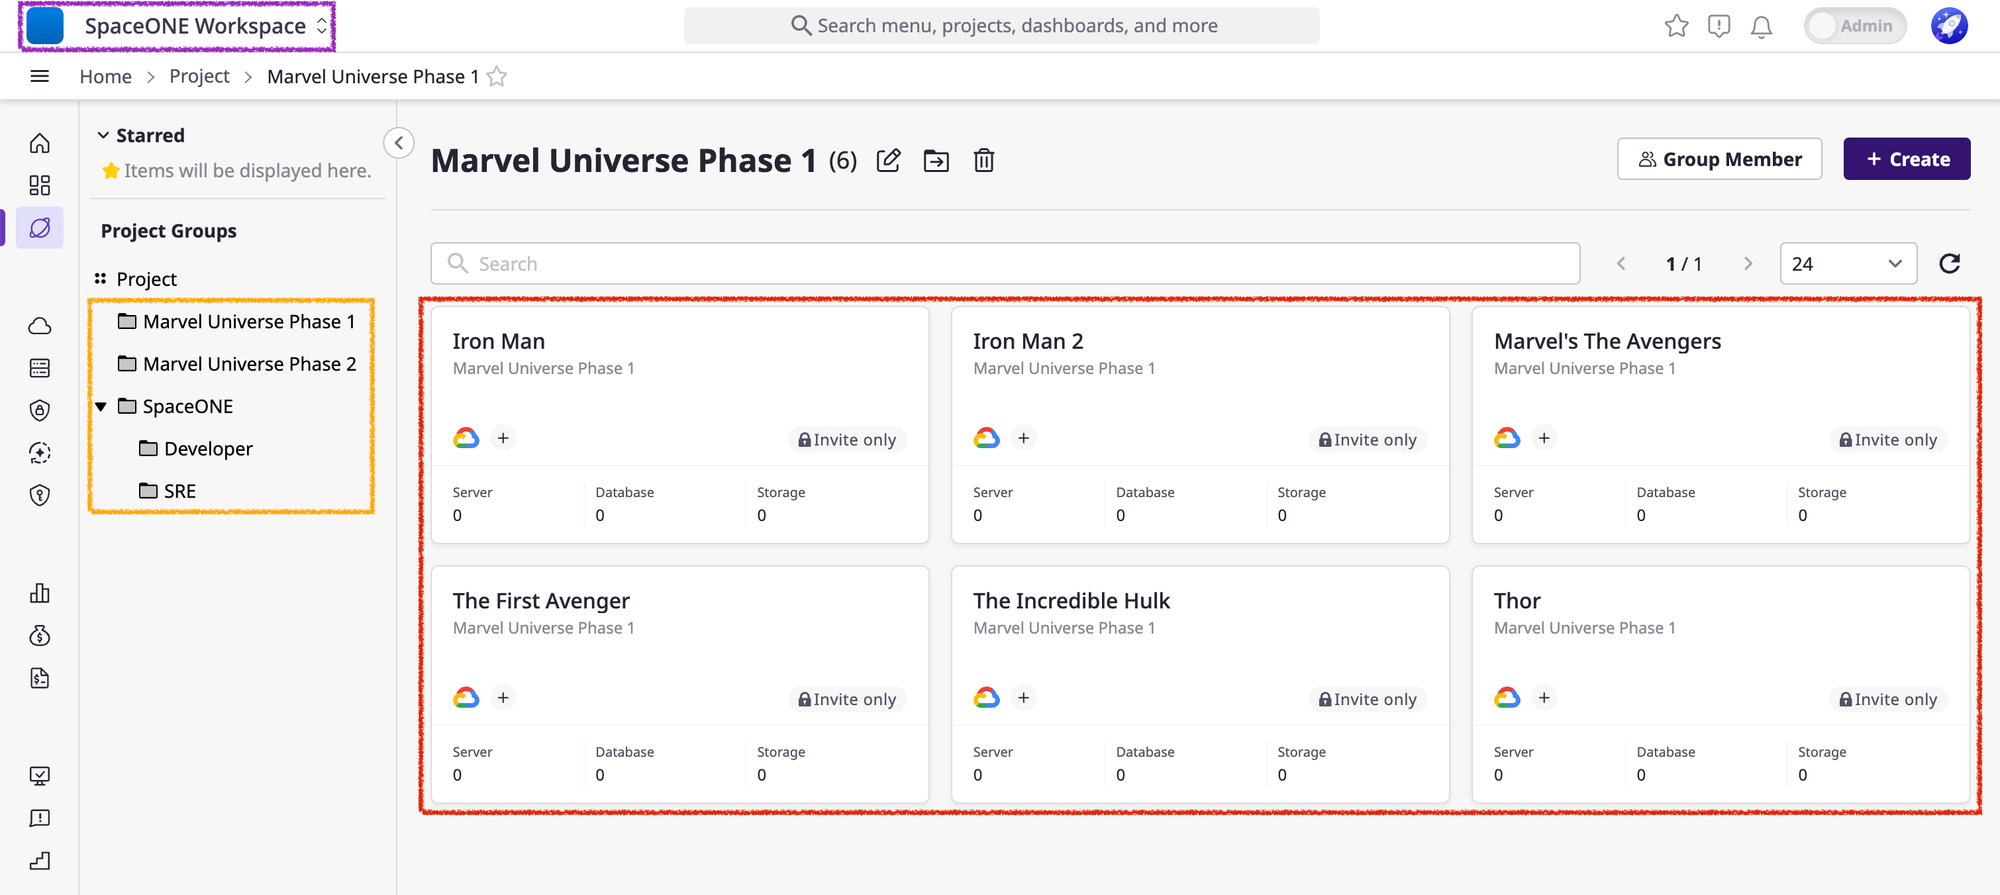 SpaceONE Workspace
Search menu, projects, dashboards, and more
Admin
Home > Project > Marvel Universe Phase 1
Starred
Items will be displayed here.
Project Groups
Project
Marvel Universe Phase 1
Marvel Universe Phase 2
SpaceONE
Developer
SRE
Marvel Universe Phase 1 (6)
Group Member
+ Create
Search
1 / 1
24
Iron Man
Marvel Universe Phase 1
+
Invite only
Server Database Storage
0 0 0
Iron Man 2
Marvel Universe Phase 1
+
Invite only
Server Database Storage
0 0 0
Marvel's The Avengers
Marvel Universe Phase 1
+
Invite only
Server Database Storage
0 0 0
The First Avenger
Marvel Universe Phase 1
+
Invite only
Server Database Storage
0 0 0
The Incredible Hulk
Marvel Universe Phase 1
+
Invite only
Server Database Storage
0 0 0
Thor
Marvel Universe Phase 1
+
Invite only
Server Database Storage
0 0 0